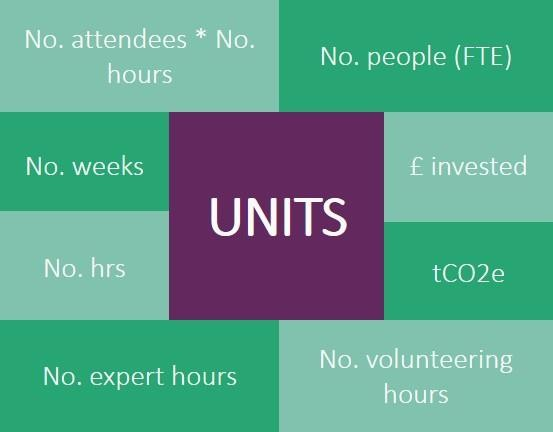 No. attendees * No.
hours
No. people (FTE)
No. weeks
£ invested
UNITS
No. hrs
tCO2e
No. expert hours
No. volunteering
hours